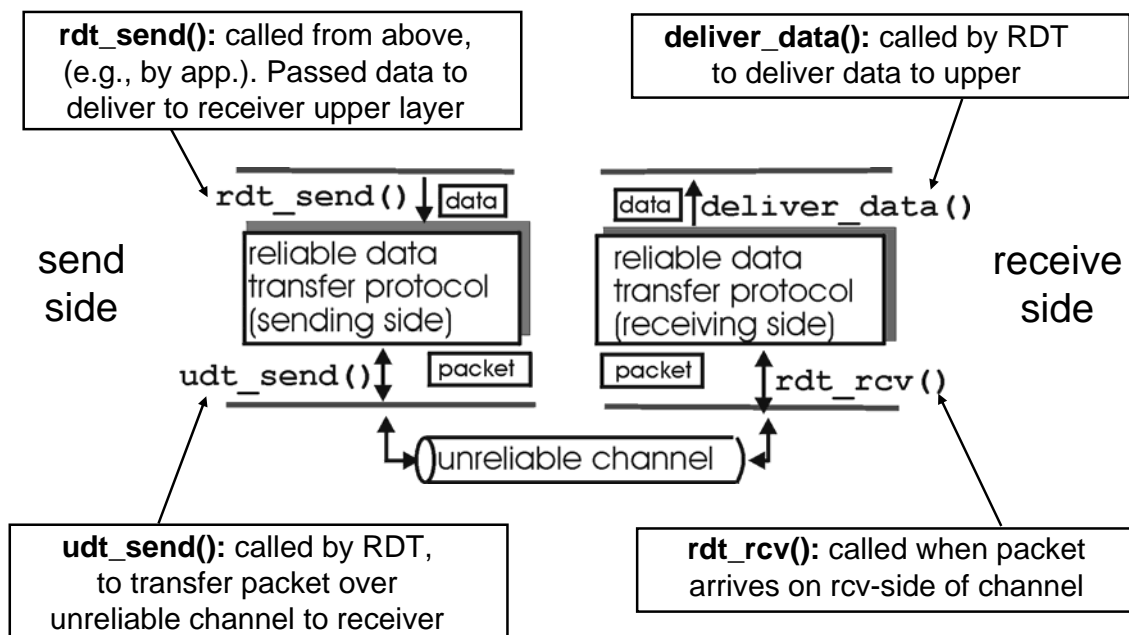 rdt_send(): called from above,
(e.g., by app.). Passed data to
deliver to receiver upper layer
deliver_data(): called by RDT
to deliver data to upper
rdt_send()
data
data
deliver_data()
send
side
reliable data
transfer protocol
(sending side)
reliable data
transfer protocol
(receiving side)
receive
side
udt_send()
packet
packet
rdt_rcv()
unreliable channel
udt_send(): called by RDT,
to transfer packet over
unreliable channel to receiver
rdt_rcv(): called when packet
arrives on rcv-side of channel